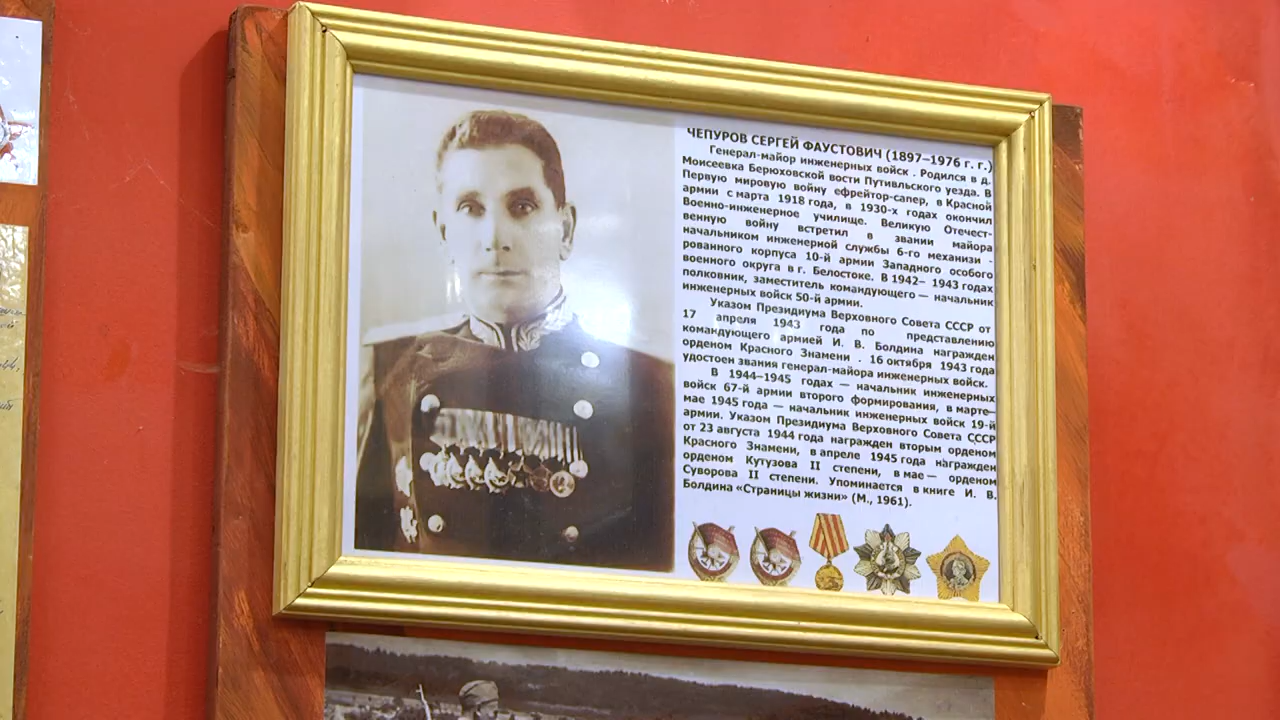 ЧЕПУРОВ СЕРГЕЙ ФАУСТОВИЧ (1897–1976 г. г.)
Генерал-майор инженерных войск . Родился в д.
Моисеевка Берюховской вости Путивльского уезда. В
Первую мировую войну ефрейтор-сапер, в Красной
армии с марта 1918 года, в 1930-х годах окончил
Военно-инженерное училище. Великую Отечест-
венную войну встретил в звании майора
начальником инженерной службы 6-го механизи -
рованного корпуса 10-й армии Западного особого
военного округа в г. Белостоке. В 1942– 1943 годах
полковник, заместитель командующего — начальник
инженерных войск 50-й армии.
Указом Президиума Верховного Совета СССР от
17 апреля 1943 года по представлению
командующего армией И. В. Болдина награжден
орденом Красного Знамени . 16 октября 1943 года
удостоен звания генерал-майора инженерных войск.
В 1944–1945 годах — начальник инженерных
войск 67-й армии второго формирования, в марте–
мае 1945 года — начальник инженерных войск 19-й
армии. Указом Президиума Верховного Совета СССР
от 23 августа 1944 года награжден вторым орденом
Красного Знамени, в апреле 1945 года награжден
орденом Кутузова II степени, в мае — орденом
Суворова II степени. Упоминается в книге И. В.
Болдина «Страницы жизни» (М., 1961).